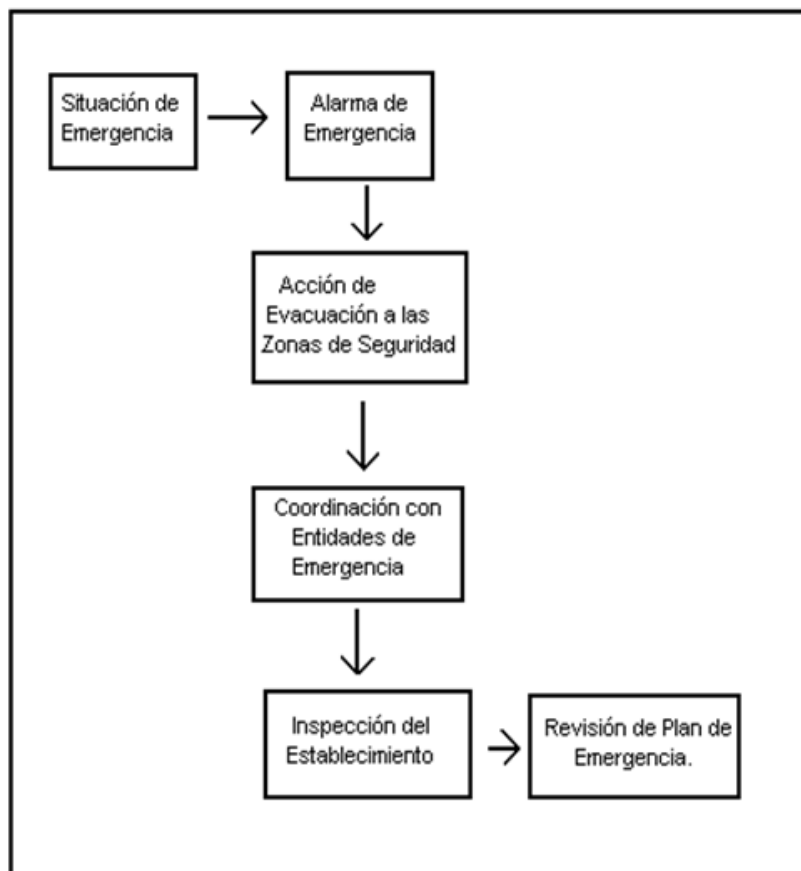 Situación de
Emergencia
Alarma de
Emergencia
Acción de
Evacuación a las
Zonas de Seguridad
Coordinación con
Entidades de
Emergencia
Inspección del
Establecimiento
Revisión de Plan de
Emergencia.